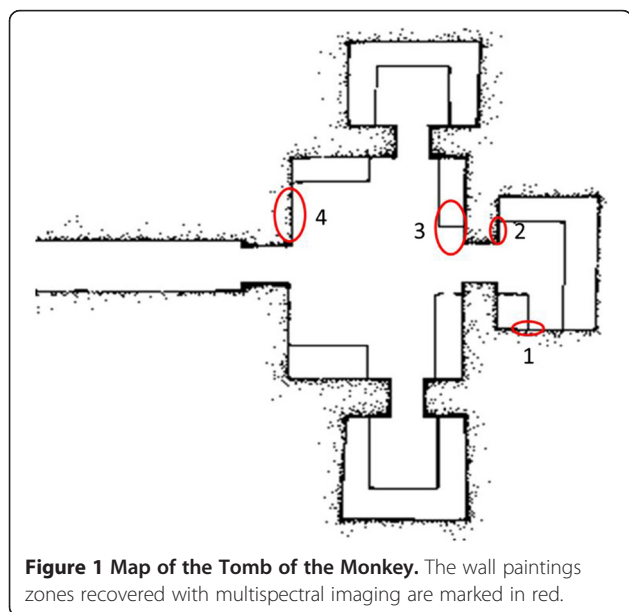 4
3
2
1
Figure 1 Map of the Tomb of the Monkey. The wall paintings
zones recovered with multispectral imaging are marked in red.